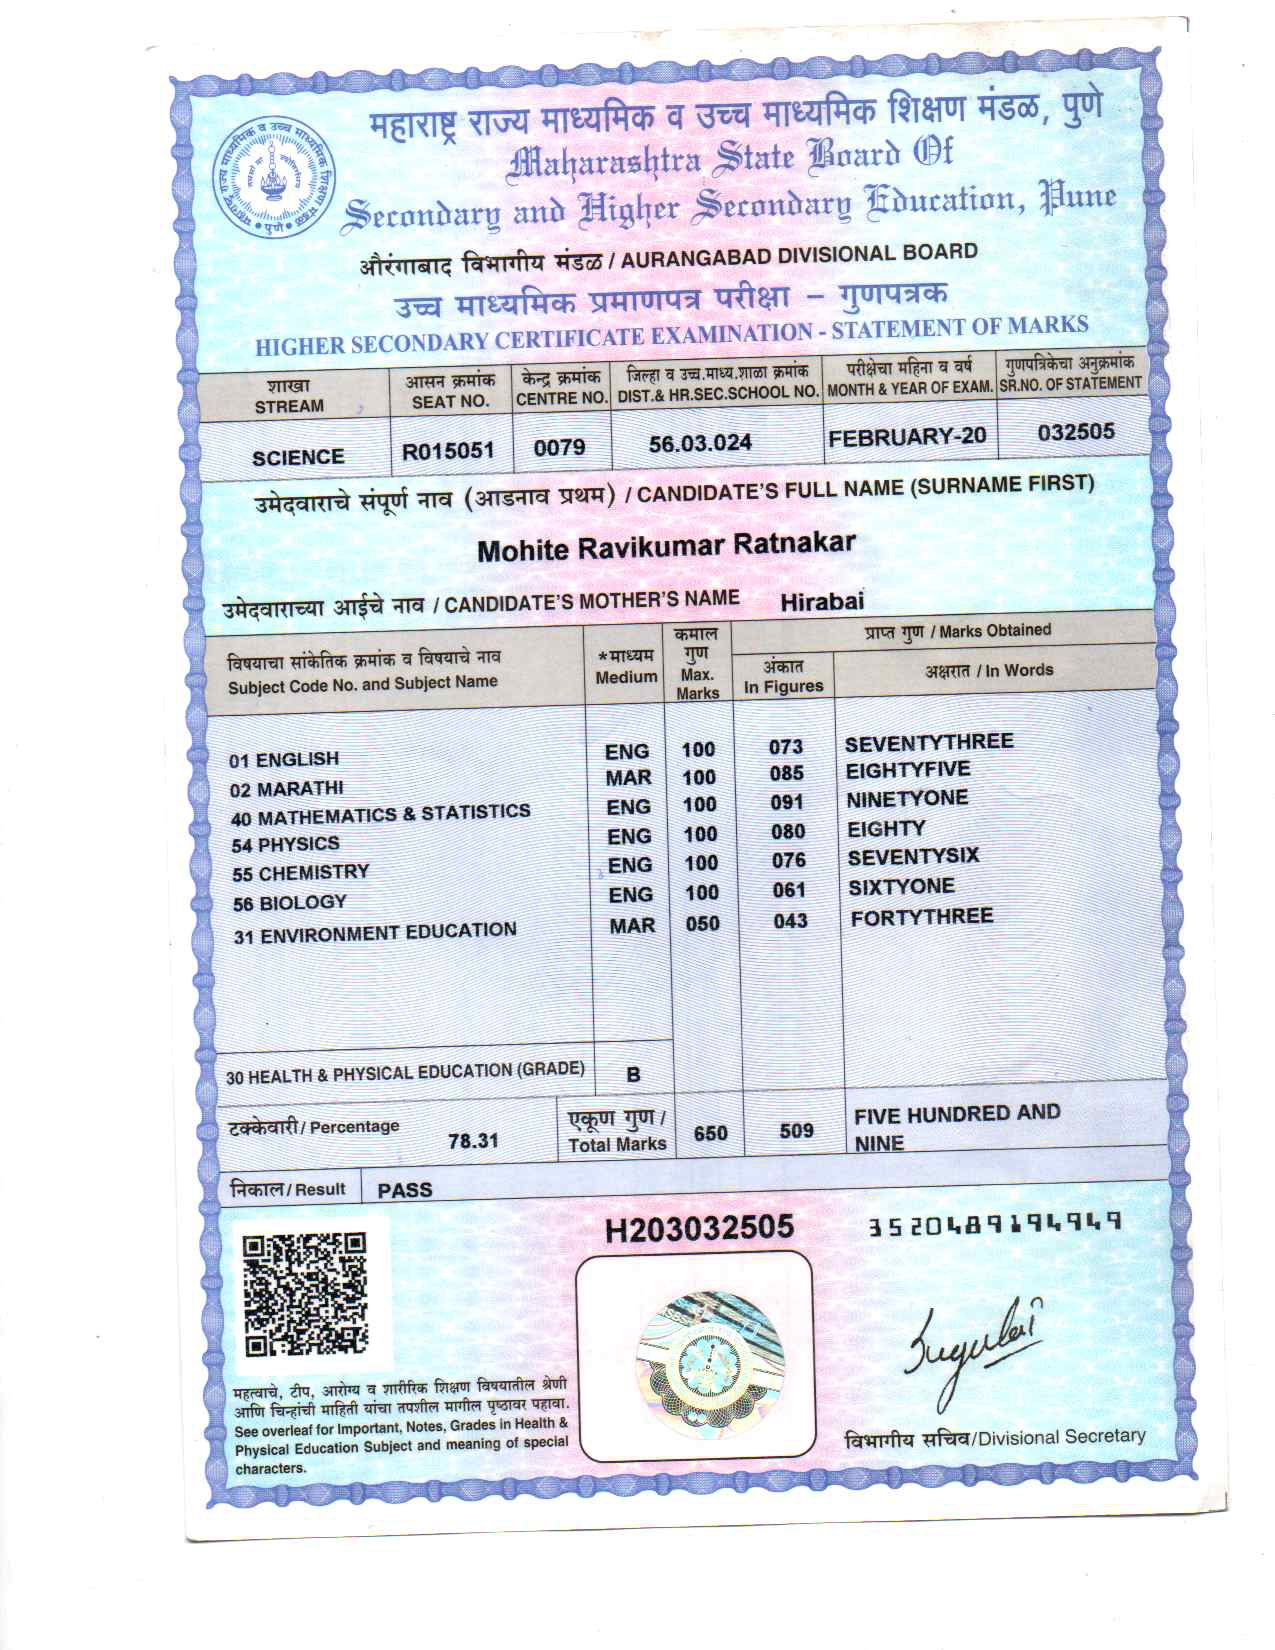 महाराष्ट्र राज्य माध्यमिक व उच्च माध्यमिक शिक्षण मंडळ, पुणे
Maharashtra State Board Of
Secondary and Higher Secondary Education, Pune
औरंगाबाद विभागीय मंडळ / AURANGABAD DIVISIONAL BOARD
उच्च माध्यमिक प्रमाणपत्र परीक्षा – गुणपत्रक
HIGHER SECONDARY CERTIFICATE EXAMINATION - STATEMENT OF MARKS
शाखा आसन क्रमांक केन्द्र क्रमांक जिल्हा व उच्च.माध्य.शाळा क्रमांक परीक्षेचा महिना व वर्ष गुणपत्रिकेचा अनुक्रमांक
STREAM SEAT NO. CENTRE NO. DIST.& HR.SEC.SCHOOL NO. MONTH & YEAR OF EXAM. SR.NO. OF STATEMENT
SCIENCE R015051 0079 56.03.024 FEBRUARY-20 032505
उमेदवाराचे संपूर्ण नाव (आडनाव प्रथम) / CANDIDATE'S FULL NAME (SURNAME FIRST)
Mohite Ravikumar Ratnakar
उमेदवाराच्या आईचे नाव / CANDIDATE'S MOTHER'S NAME Hirabai
विषयाचा सांकेतिक क्रमांक व विषयाचे नाव
Subject Code No. and Subject Name
*माध्यम
Medium
कमाल
गुण
Max.
Marks
प्राप्त गुण / Marks Obtained
अंकात
In Figures
अक्षरात / In Words
01 ENGLISH ENG 100 073 SEVENTYTHREE
02 MARATHI MAR 100 085 EIGHTYFIVE
40 MATHEMATICS & STATISTICS ENG 100 091 NINETYONE
54 PHYSICS ENG 100 080 EIGHTY
55 CHEMISTRY ENG 100 076 SEVENTYSIX
56 BIOLOGY ENG 100 061 SIXTYONE
31 ENVIRONMENT EDUCATION MAR 050 043 FORTYTHREE
30 HEALTH & PHYSICAL EDUCATION (GRADE) B
टक्केवारी / Percentage 78.31
एकूण गुण /
Total Marks 650 509
FIVE HUNDRED AND
NINE
निकाल / Result PASS
H203032505
3520489194949
महत्वाचे, टीप, आरोग्य व शारीरिक शिक्षण विषयातील श्रेणी
आणि चिन्हांची माहिती यांचा तपशील मागील पृष्ठावर पहावा.
See overleaf for Important, Notes, Grades in Health &
Physical Education Subject and meaning of special
characters.
विभागीय सचिव/Divisional Secretary